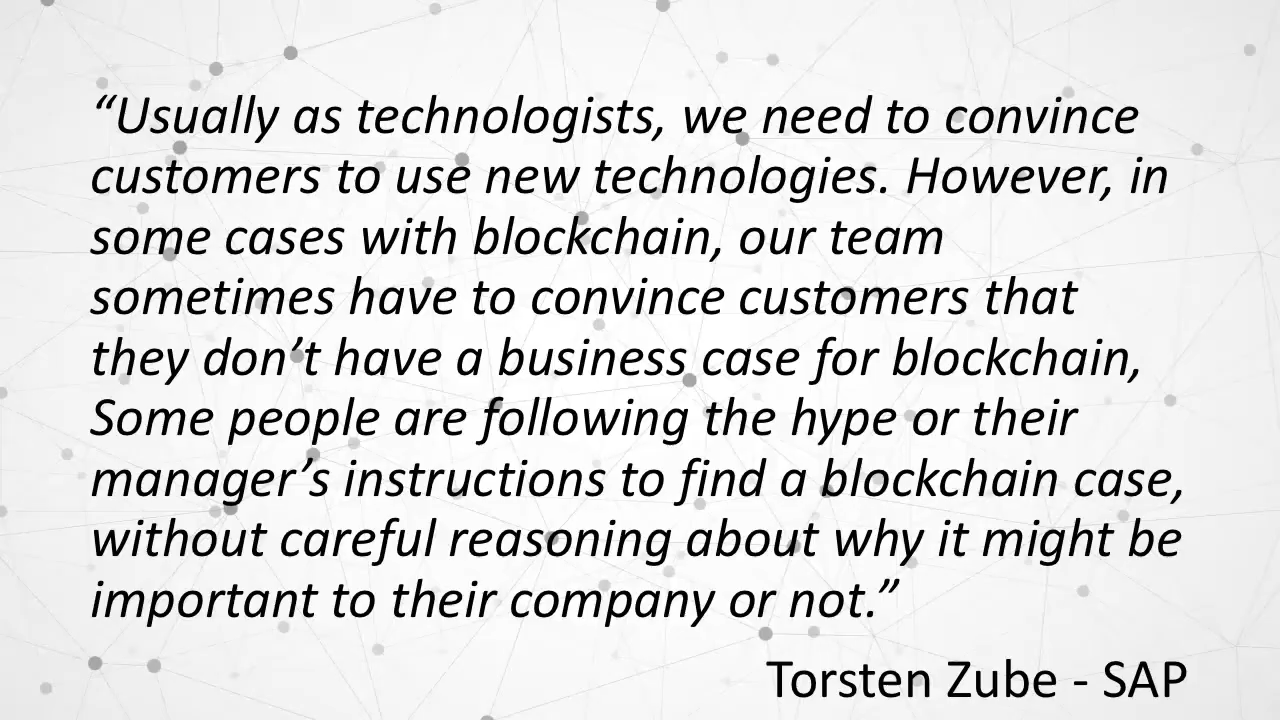 “Usually as technologists, we need to convince
customers to use new technologies. However, in
some cases with blockchain, our team
sometimes have to convince customers that
they don’t have a business case for blockchain,
Some people are following the hype or their
manager’s instructions to find a blockchain case,
without careful reasoning about why it might be
important to their company or not.”
Torsten Zube - SAP